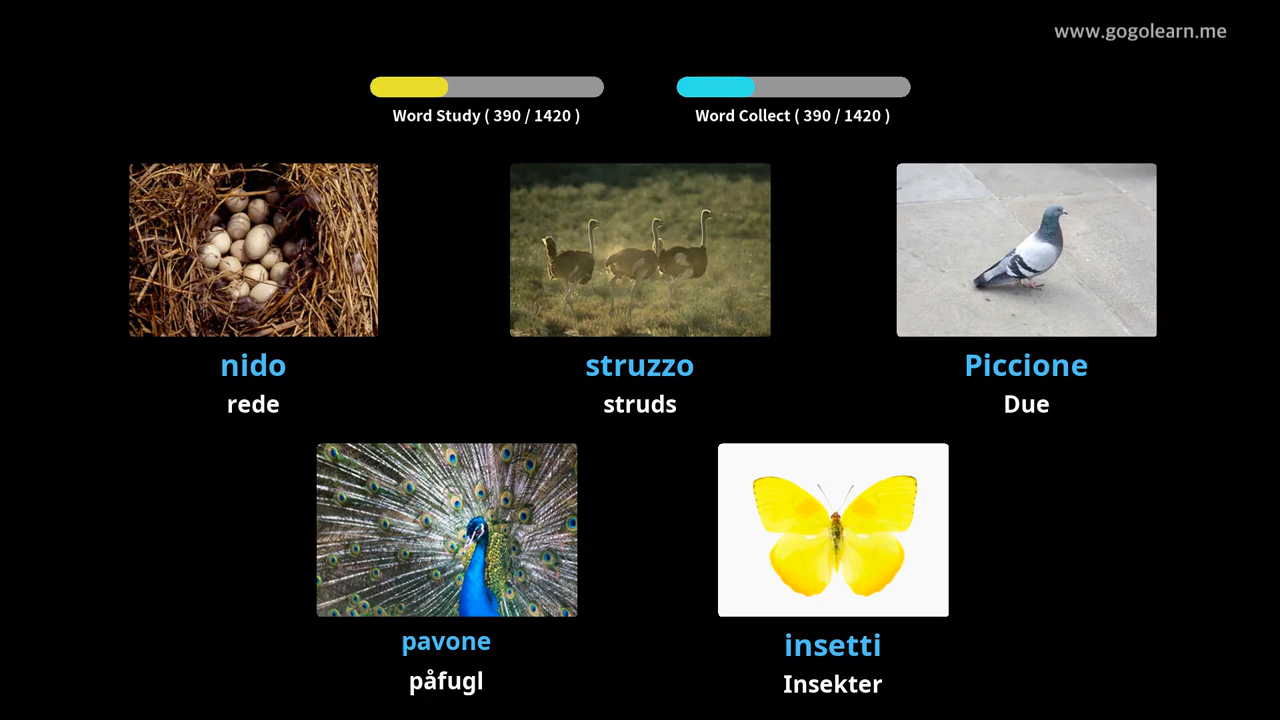 www.gogolearn.me
Word Study ( 390 / 1420 )
Word Collect ( 390 / 1420 )
nido
struzzo
Piccione
rede
struds
Due
pavone
insetti
påfugl
Insekter